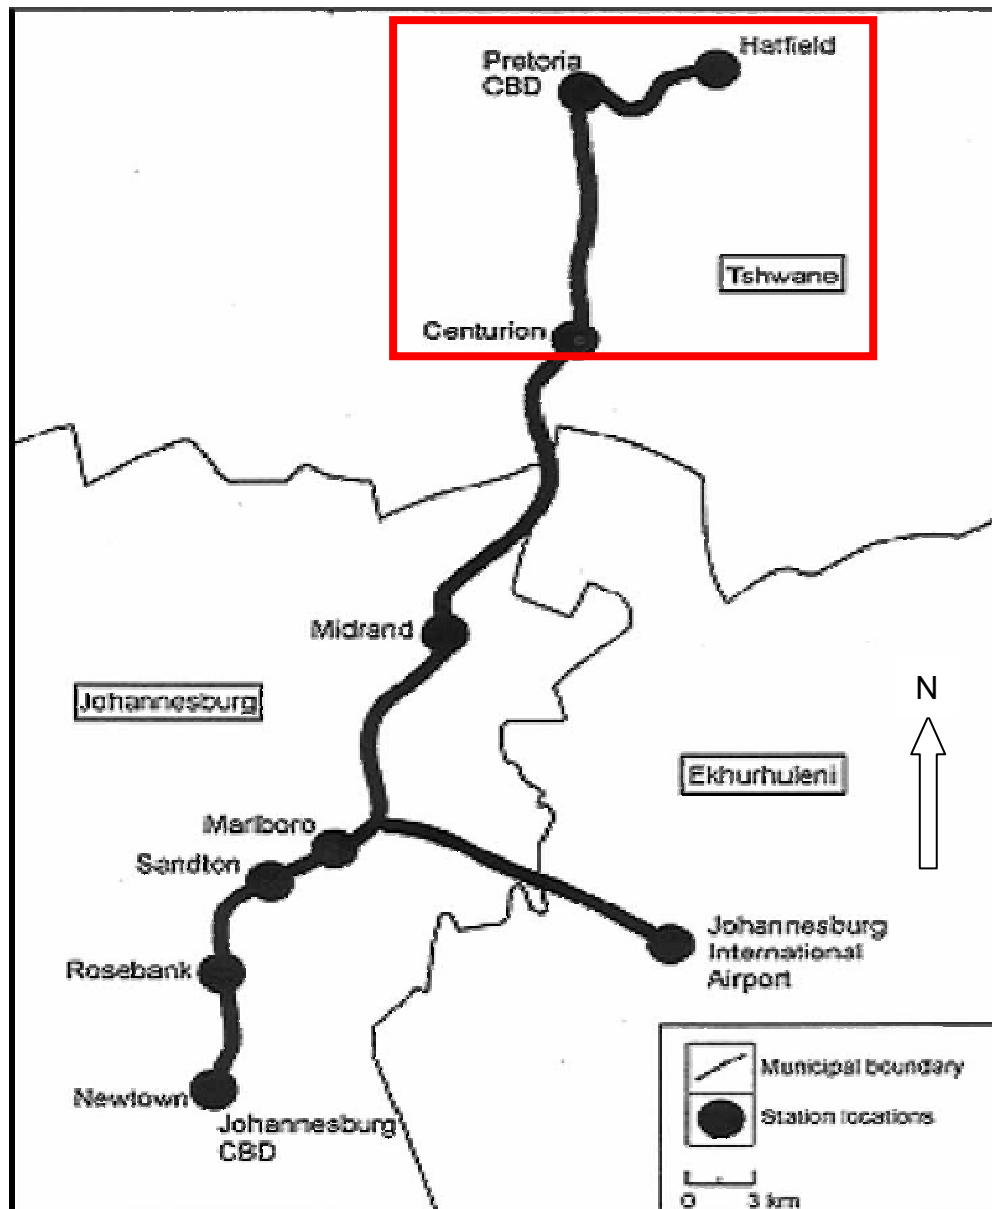 Hatfield
Pretoria
CBD
Tshwane
Centurion
Midrand
Johannesburg
N
Ekhurhuleni
Marlboro
Sandton
Johannesburg
International
Airport
Rosebank
Newtown
Johannesburg
CBD
Municipal boundary
Station locations
0 3 km